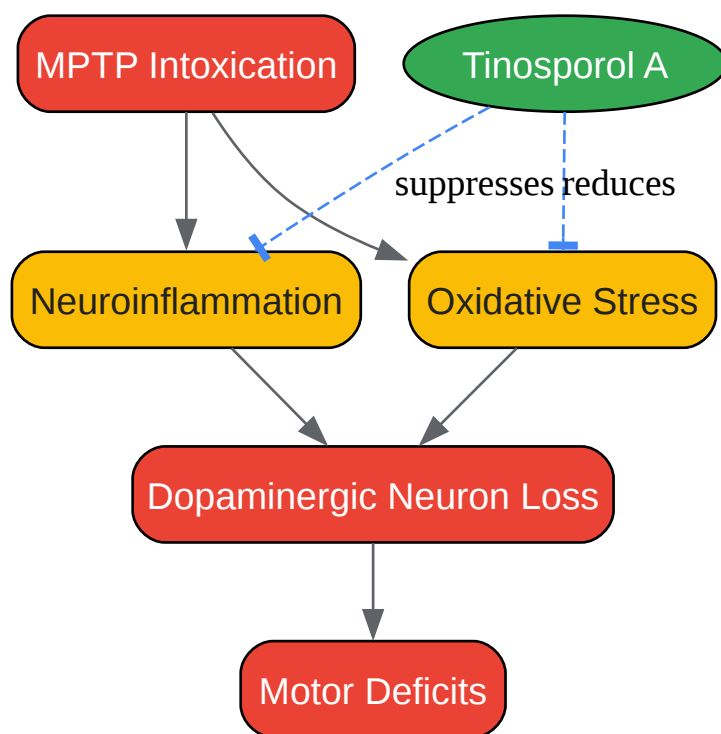 MPTP Intoxication
Tinosporol A
suppresses
reduces
Neuroinflammation
Oxidative Stress
Dopaminergic Neuron Loss
Motor Deficits